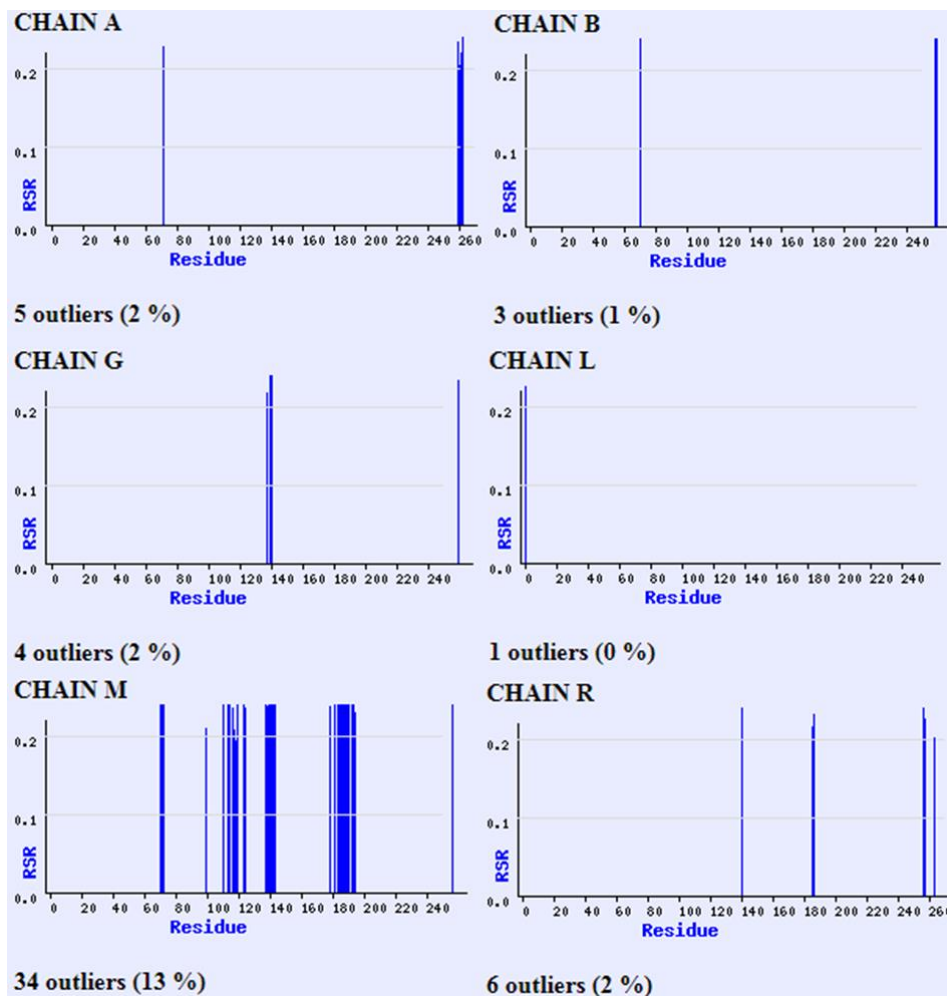 CHAIN A
0.2
0.1
RSR
0.0
0 20 40 60 80 100 120 140 160 180 200 220 240 260
Residue
5 outliers (2 %)
CHAIN B
0.2
0.1
RSR
0.0
0 20 40 60 80 100 120 140 160 180 200 220 240
Residue
3 outliers (1 %)
CHAIN G
0.2
0.1
RSR
0.0
0 20 40 60 80 100 120 140 160 180 200 220 240
Residue
4 outliers (2 %)
CHAIN L
0.2
0.1
RSR
0.0
0 20 40 60 80 100 120 140 160 180 200 220 240
Residue
1 outliers (0 %)
CHAIN M
0.2
0.1
RSR
0.0
0 20 40 60 80 100 120 140 160 180 200 220 240
Residue
34 outliers (13 %)
CHAIN R
0.2
0.1
RSR
0.0
0 20 40 60 80 100 120 140 160 180 200 220 240 260
Residue
6 outliers (2 %)